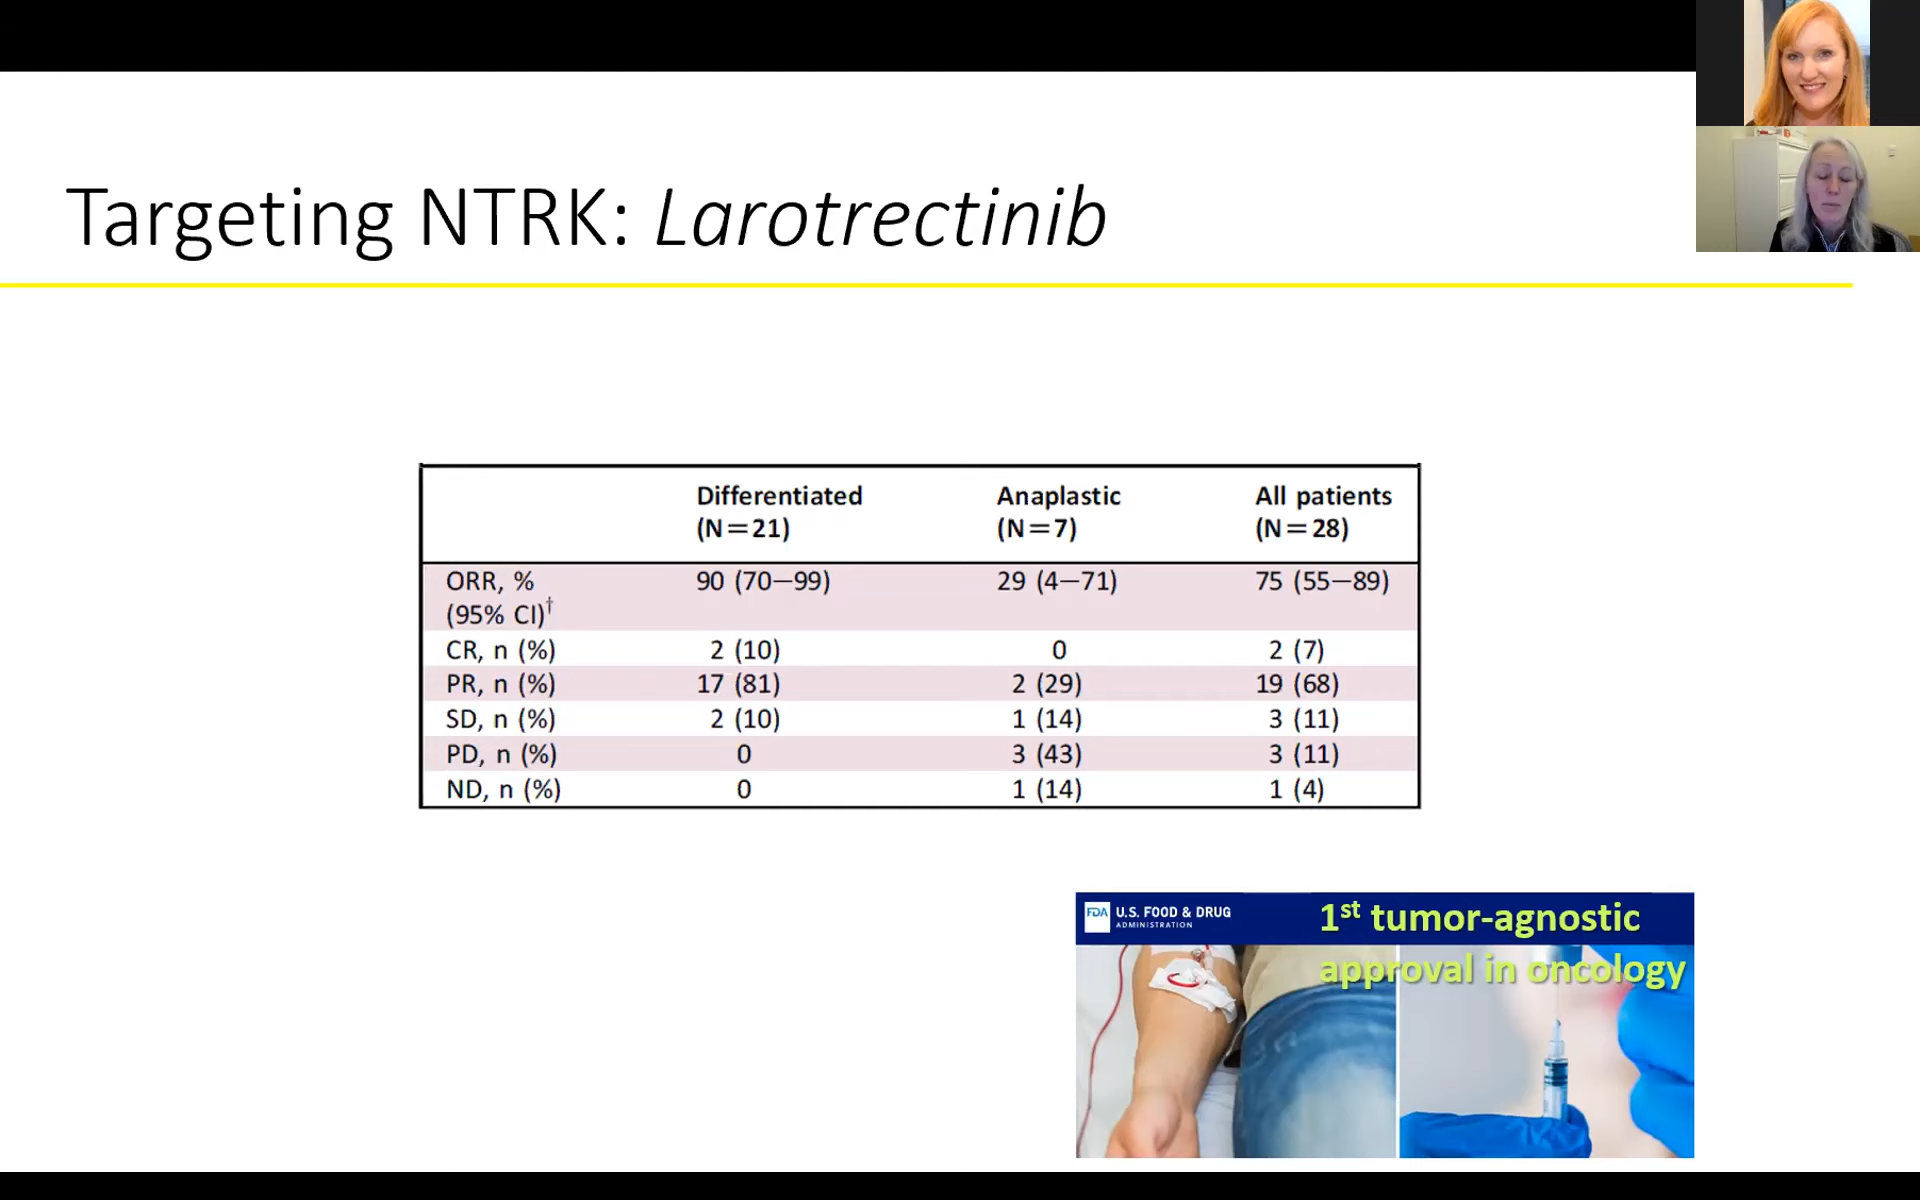 Targeting NTRK: Larotrectinib
Differentiated (N=21) Anaplastic (N=7) All patients (N=28)
ORR, % (95% CI)† 90 (70–99) 29 (4–71) 75 (55–89)
CR, n (%) 2 (10) 0 2 (7)
PR, n (%) 17 (81) 2 (29) 19 (68)
SD, n (%) 2 (10) 1 (14) 3 (11)
PD, n (%) 0 3 (43) 3 (11)
ND, n (%) 0 1 (14) 1 (4)
FDA U.S. FOOD & DRUG
ADMINISTRATION
1st tumor-agnostic
approval in oncology